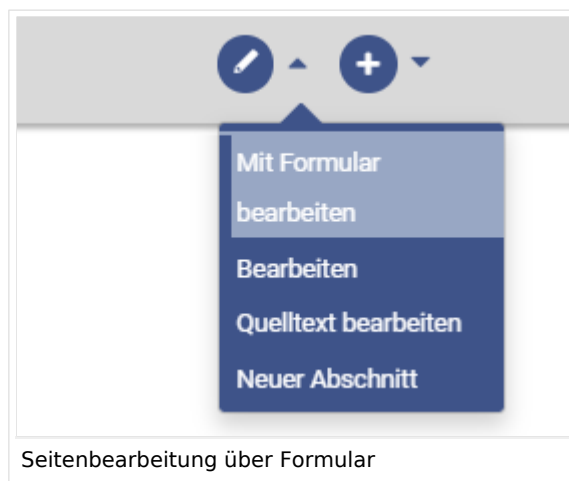 Mit Formular
bearbeiten
Bearbeiten
Quelltext bearbeiten
Neuer Abschnitt
Seitenbearbeitung über Formular